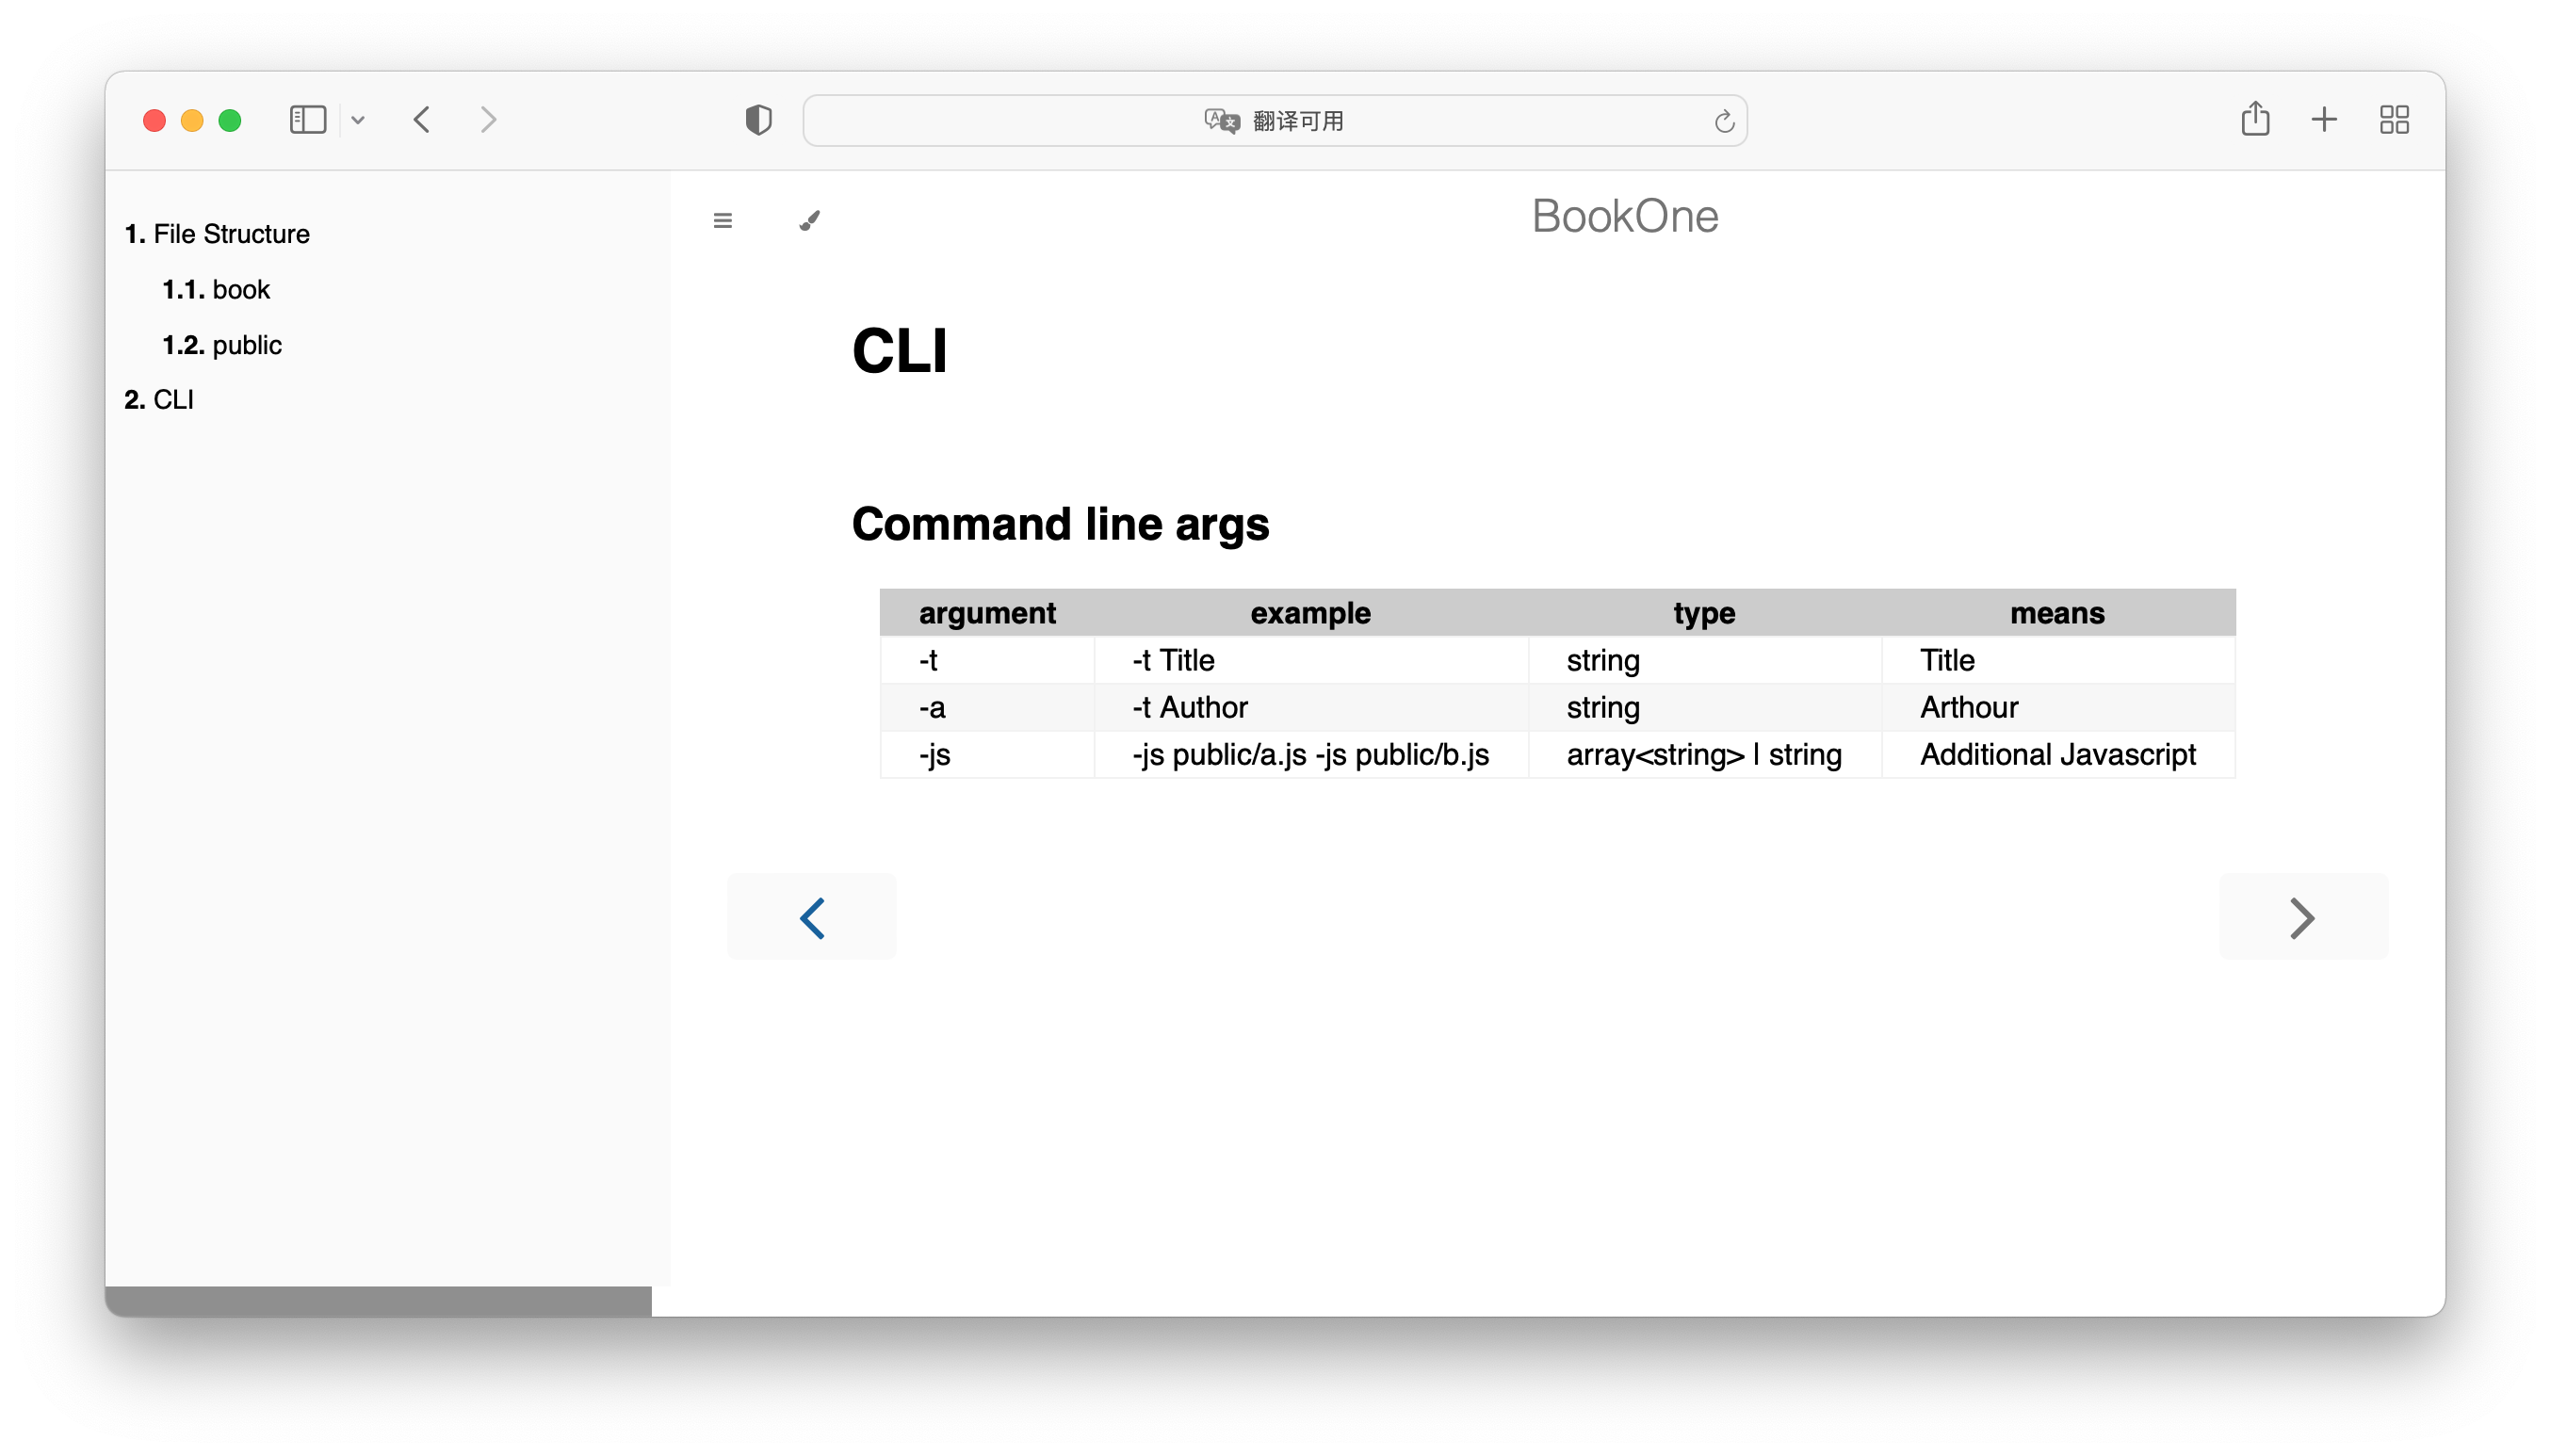 翻译可用
1. File Structure
1.1. book
1.2. public
2. CLI
BookOne
CLI
Command line args
argument example type means
-t -t Title string Title
-a -t Author string Arthour
-js -js public/a.js -js public/b.js array<string> | string Additional Javascript